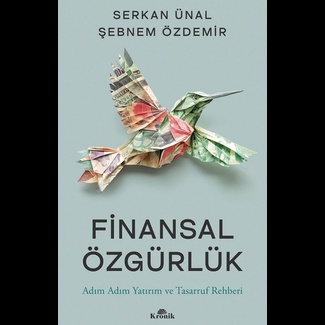 SERKAN ÜNAL
ŞEBNEM ÖZDEMİR
FİNANSAL
ÖZGÜRLÜK
Adım Adım Yatırım ve Tasarruf Rehberi
Kronik